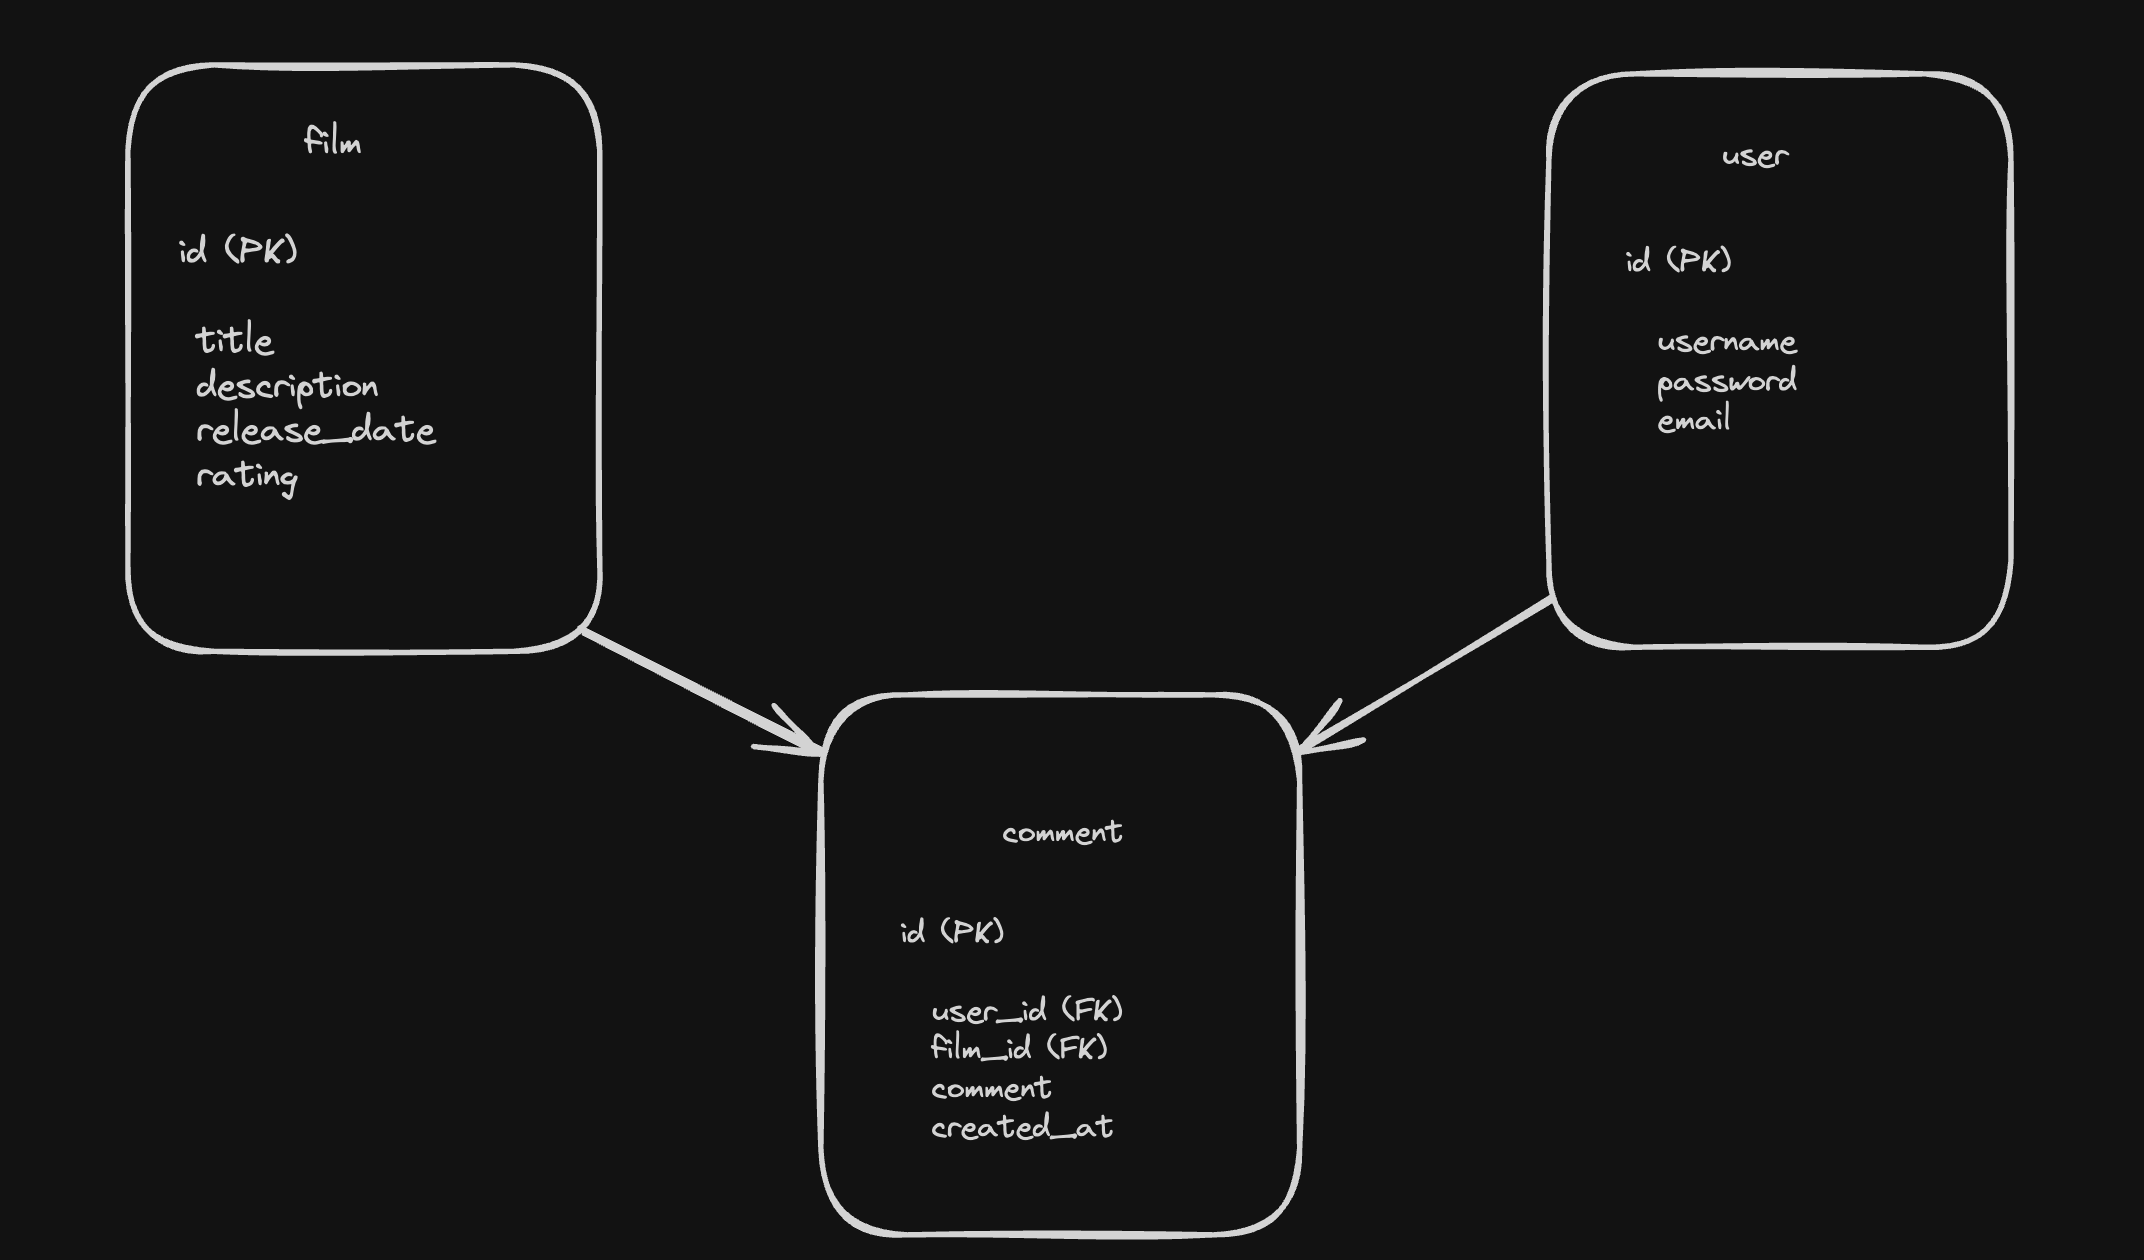 film
id (PK)
title
description
release_date
rating
user
id (PK)
username
password
email
comment
id (PK)
user_id (FK)
film_id (FK)
comment
created_at